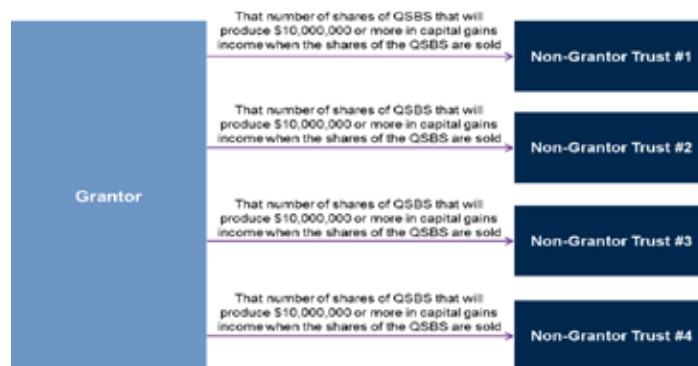 That number of shares of QSBS that will
produce $10,000,000 or more in capital gains
income when the shares of the QSBS are sold
Non-Grantor Trust #1
That number of shares of QSBS that will
produce $10,000,000 or more in capital gains
income when the shares of the QSBS are sold
Non-Grantor Trust #2
Grantor
That number of shares of QSBS that will
produce $10,000,000 or more in capital gains
income when the shares of the QSBS are sold
Non-Grantor Trust #3
That number of shares of QSBS that will
produce $10,000,000 or more in capital gains
income when the shares of the QSBS are sold
Non-Grantor Trust #4